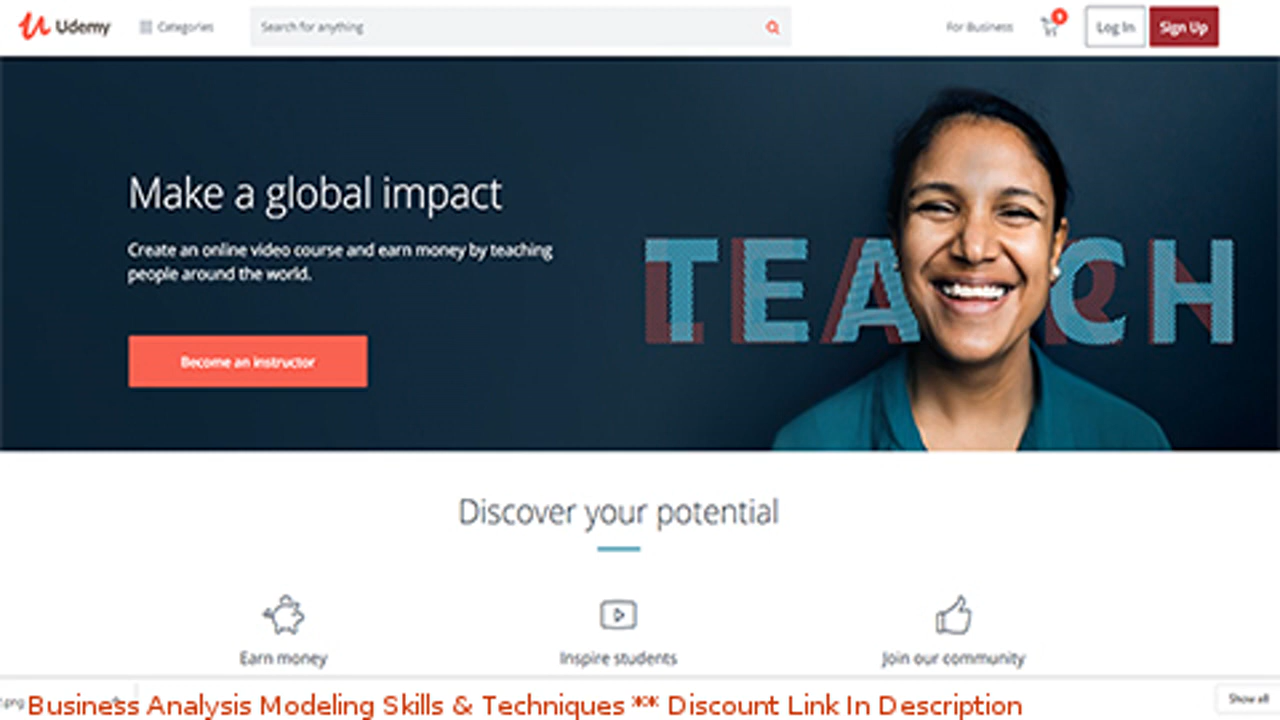 Udemy
Categories
Search for anything
For Business
Log In
Sign Up
Make a global impact
Create an online video course and earn money by teaching
people around the world.
TEACH
Become an instructor
Discover your potential
Earn money
Inspire students
Join our community
.png
Business Analysis Modeling Skills & Techniques ** Discount Link In Description
Show all